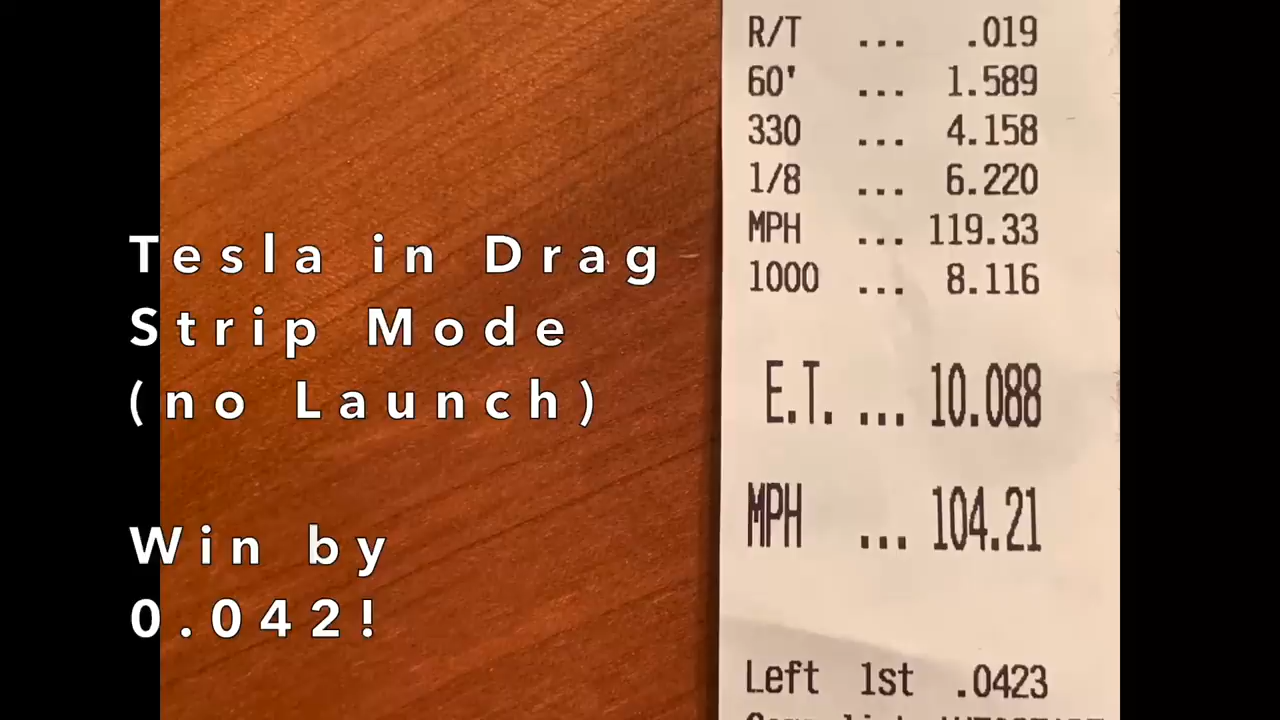 Tesla in Drag
Strip Mode
(no Launch)
Win by
0.042!
R/T ... .019
60' ... 1.589
330 ... 4.158
1/8 ... 6.220
MPH ... 119.33
1000 ... 8.116
E.T. ... 10.088
MPH ... 104.21
Left 1st .0423